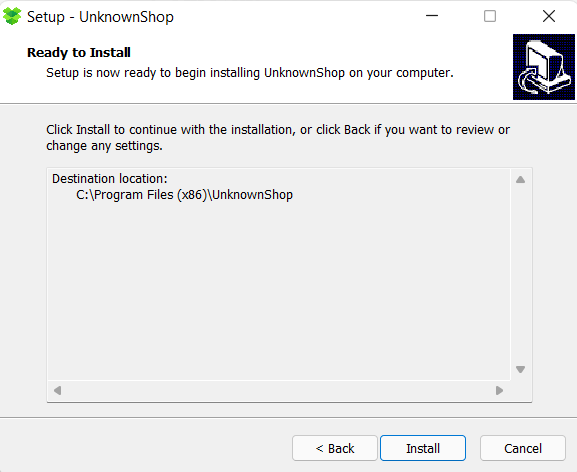 Setup - UnknownShop
Ready to Install
Setup is now ready to begin installing UnknownShop on your computer.
Click Install to continue with the installation, or click Back if you want to review or
change any settings.
Destination location:
C:\Program Files (x86)\UnknownShop
< Back
Install
Cancel